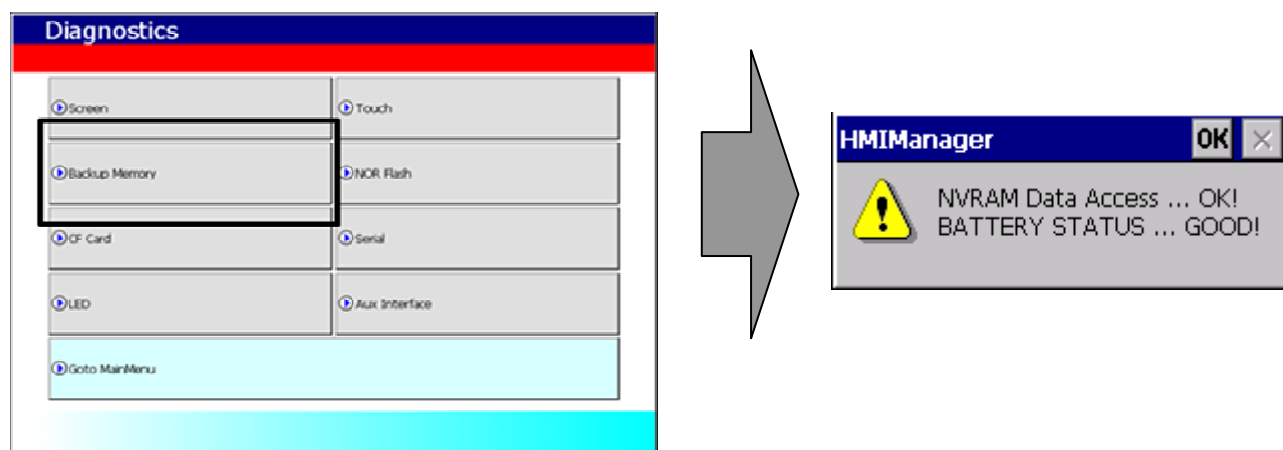 Diagnostics
Screen
Touch
Backup Memory
NOR Flash
CF Card
Serial
LED
Aux Interface
Goto MainMenu
HMIManager
OK
NVRAM Data Access ... OK!
BATTERY STATUS ... GOOD!